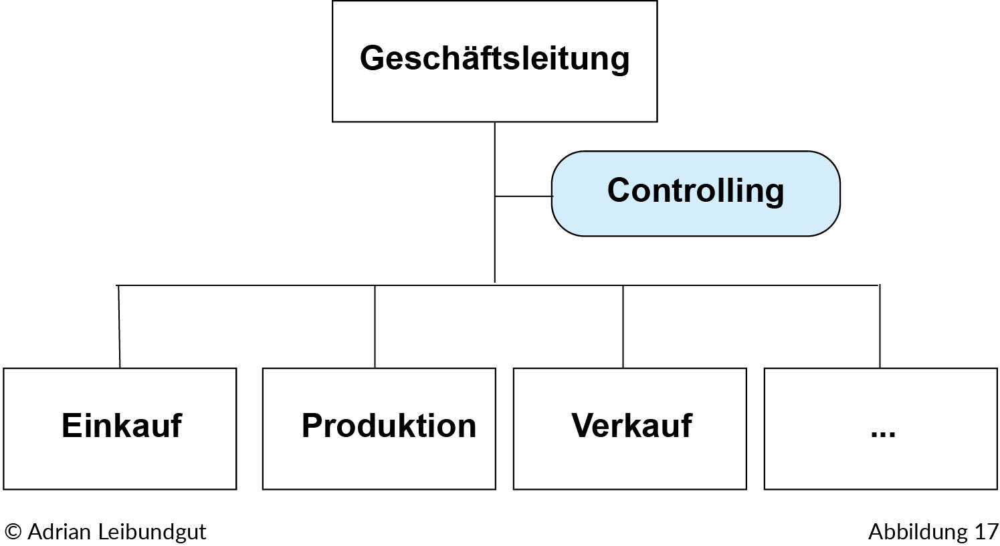 Geschäftsleitung
Controlling
Einkauf
Produktion
Verkauf
...
© Adrian Leibundgut
Abbildung 17